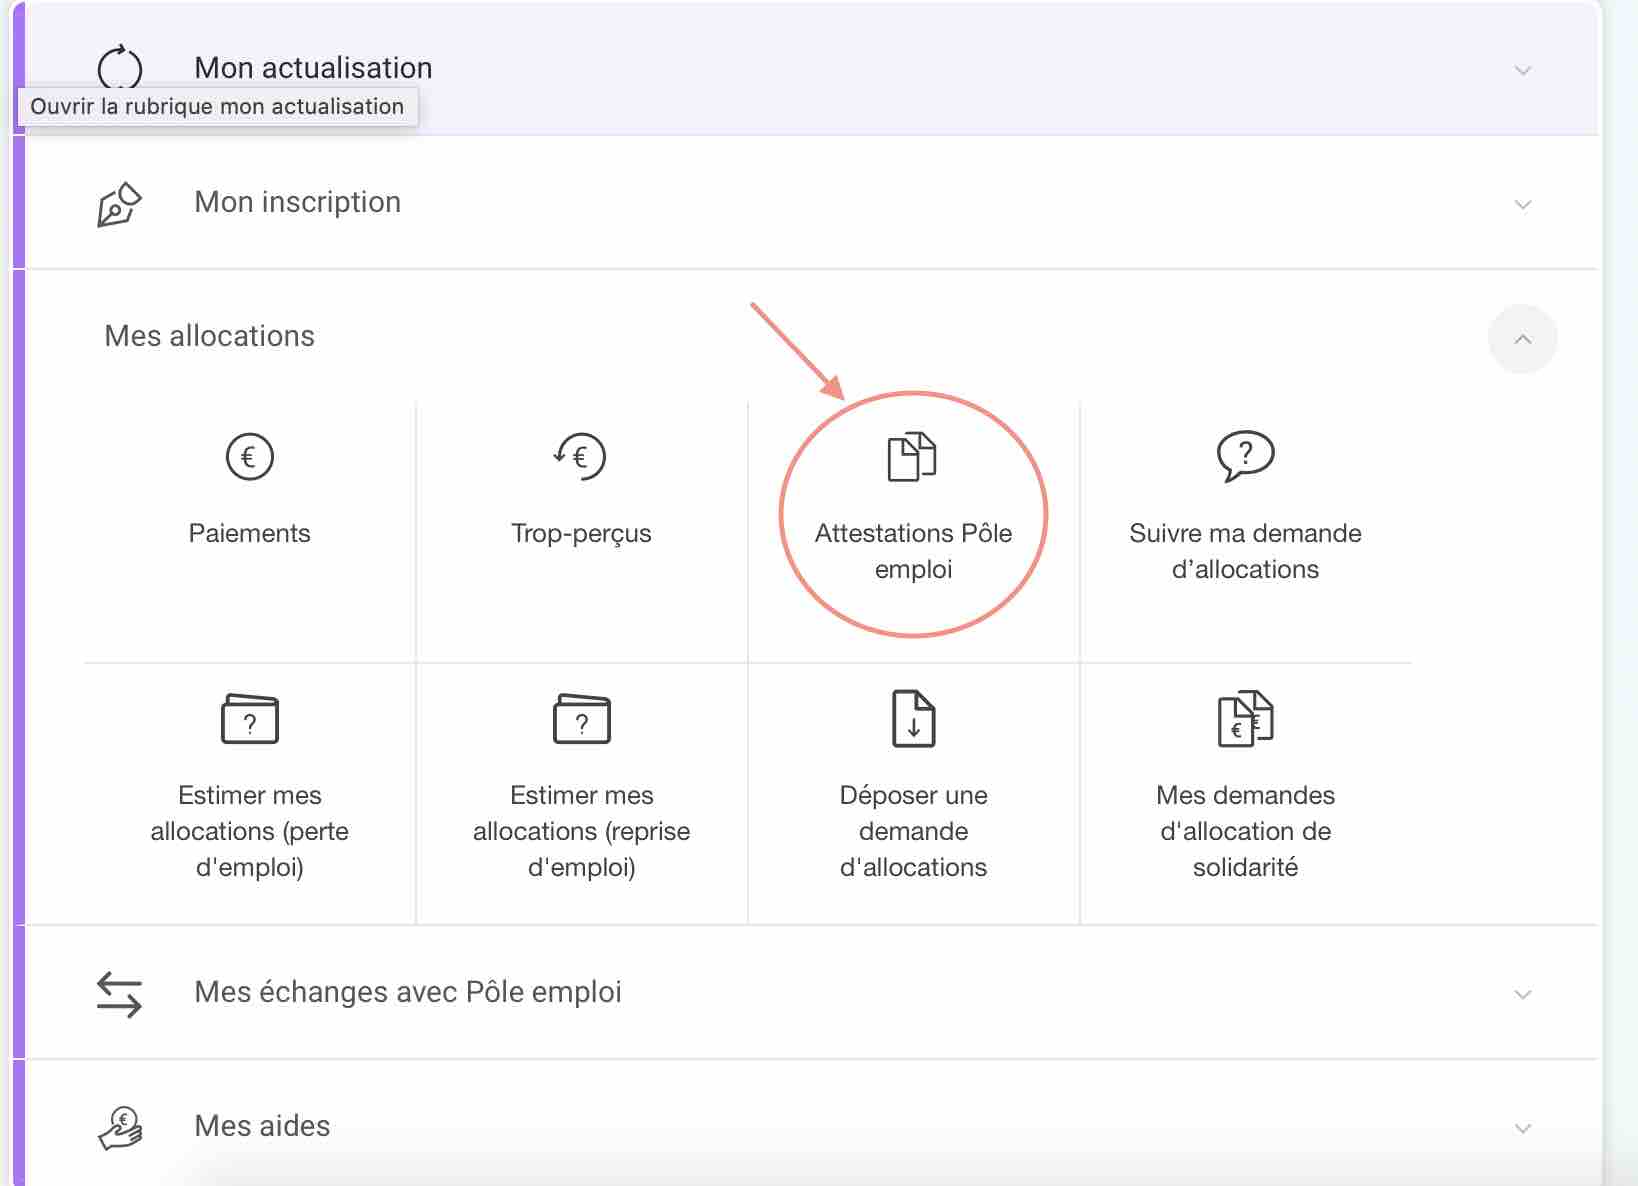 Mon actualisation
Ouvrir la rubrique mon actualisation
Mon inscription
Mes allocations
€
Paiements
€
Trop-perçus
Attestations Pôle
emploi
?
Suivre ma demande
d’allocations
?
Estimer mes
allocations (perte
d'emploi)
?
Estimer mes
allocations (reprise
d'emploi)
Déposer une
demande
d'allocations
€ €
Mes demandes
d'allocation de
solidarité
Mes échanges avec Pôle emploi
€
Mes aides